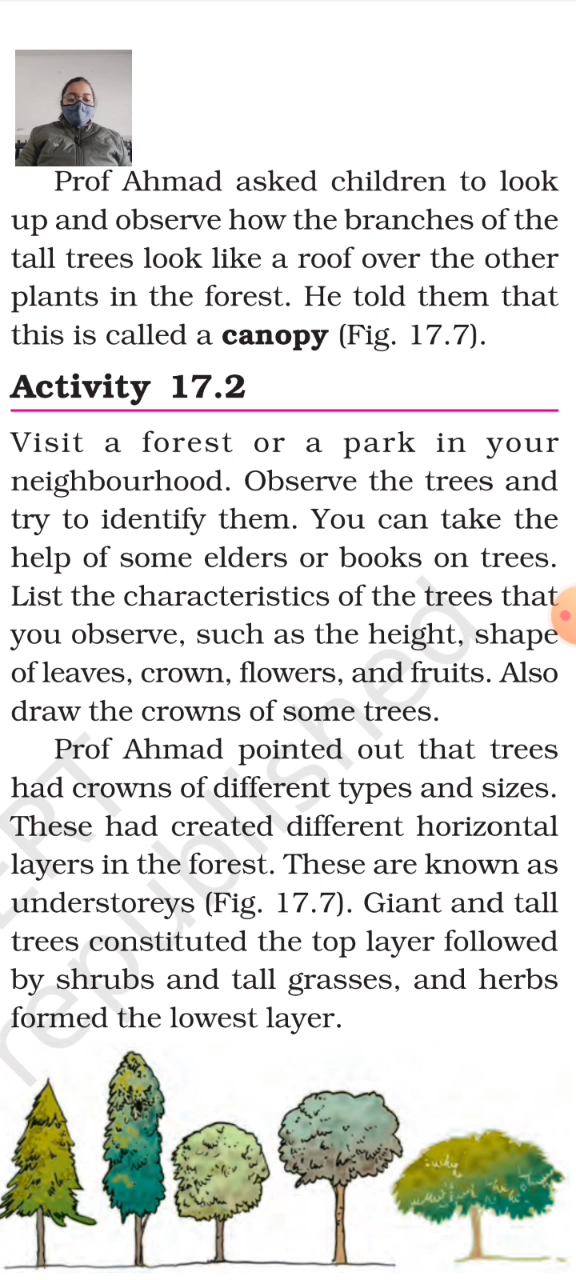 Prof Ahmad asked children to look
up and observe how the branches of the
tall trees look like a roof over the other
plants in the forest. He told them that
this is called a canopy (Fig. 17.7).
Activity 17.2
Visit a forest or a park in your
neighbourhood. Observe the trees and
try to identify them. You can take the
help of some elders or books on trees.
List the characteristics of the trees that
you observe, such as the height, shape
of leaves, crown, flowers, and fruits. Also
draw the crowns of some trees.
Prof Ahmad pointed out that trees
had crowns of different types and sizes.
These had created different horizontal
layers in the forest. These are known as
understoreys (Fig. 17.7). Giant and tall
trees constituted the top layer followed
by shrubs and tall grasses, and herbs
formed the lowest layer.
republished